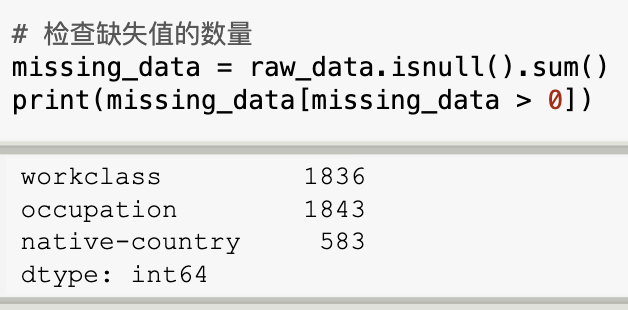 # 检查缺失值的数量
missing_data = raw_data.isnull().sum()
print(missing_data[missing_data > 0])
workclass         1836
occupation        1843
native-country     583
dtype: int64